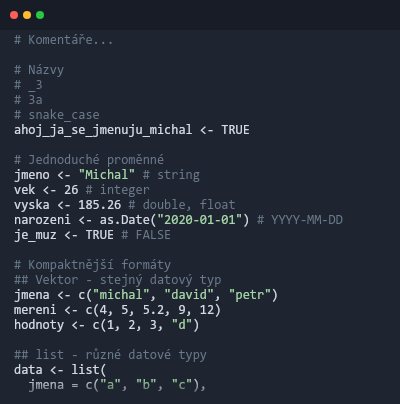 # Komentáře...
# Názvy
# _3
# 3a
# snake_case
ahoj_ja_se_jmenuju_michal <- TRUE
# Jednoduché proměnné
jmeno <- "Michal" # string
vek <- 26 # integer
vyska <- 185.26 # double, float
narozeni <- as.Date("2020-01-01") # YYYY-MM-DD
je_muz <- TRUE # FALSE
# Kompaktnější formáty
## Vektor - stejný datový typ
jmena <- c("michal", "david", "petr")
mereni <- c(4, 5, 5.2, 9, 12)
hodnoty <- c(1, 2, 3, "d")
## list - různé datové typy
data <- list(
  jmena = c("a", "b", "c"),